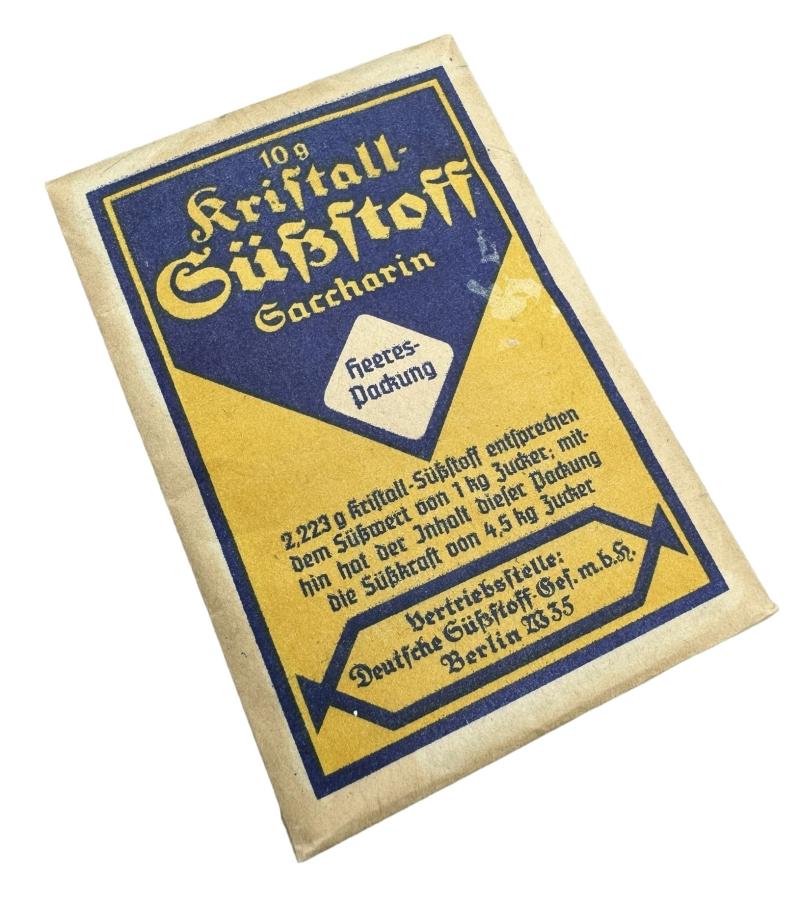 10 g
Kriſtall-
Süßſtoff
Saccharin
Heeres-
Packung
2,223 g Kriſtall-Süßſtoff entſprechen
dem Süßwert von 1 kg Zucker; mit-
hin hat der Inhalt dieſer Packung
die Süßkraft von 4,5 kg Zucker
Vertriebsſtelle:
Deutſche Süßſtoff-Geſ. m. b. H.
Berlin W 35